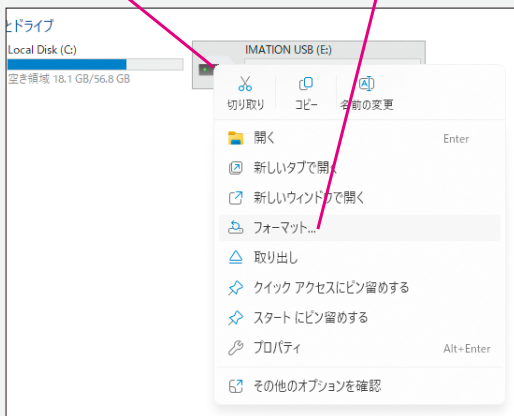 とドライブ
Local Disk (C:)
空き領域 18.1 GB/56.8 GB
IMATION USB (E:)
切り取り コピー 名前の変更
開く Enter
新しいタブで開く
新しいウィンドウで開く
フォーマット...
取り出し
クイック アクセスにピン留めする
スタート にピン留めする
プロパティ Alt+Enter
その他のオプションを確認